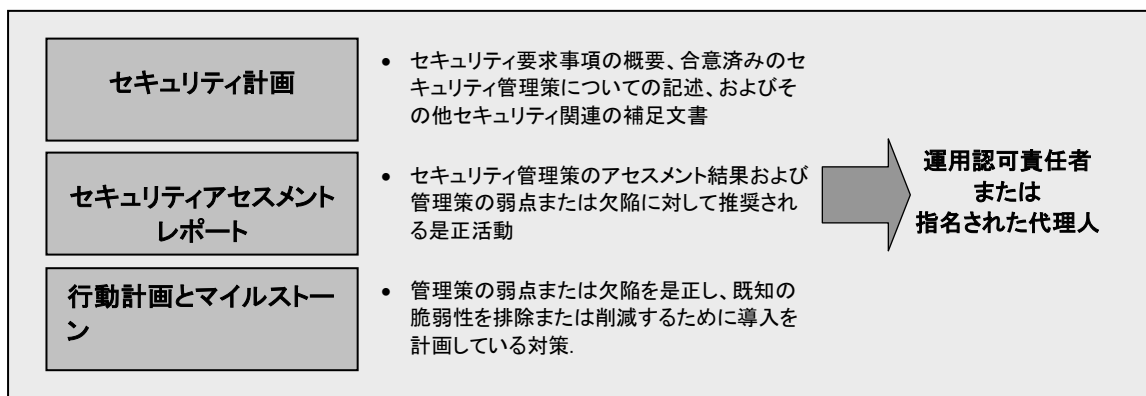 セキュリティ計画
• セキュリティ要求事項の概要、合意済みのセ
キュリティ管理策についての記述、およびそ
の他セキュリティ関連の補足文書
セキュリティアセスメント
レポート
• セキュリティ管理策のアセスメント結果および
管理策の弱点または欠陥に対して推奨され
る是正活動
行動計画とマイルストー
ン
• 管理策の弱点または欠陥を是正し、既知の
脆弱性を排除または削減するために導入を
計画している対策.
運用認可責任者
または
指名された代理人